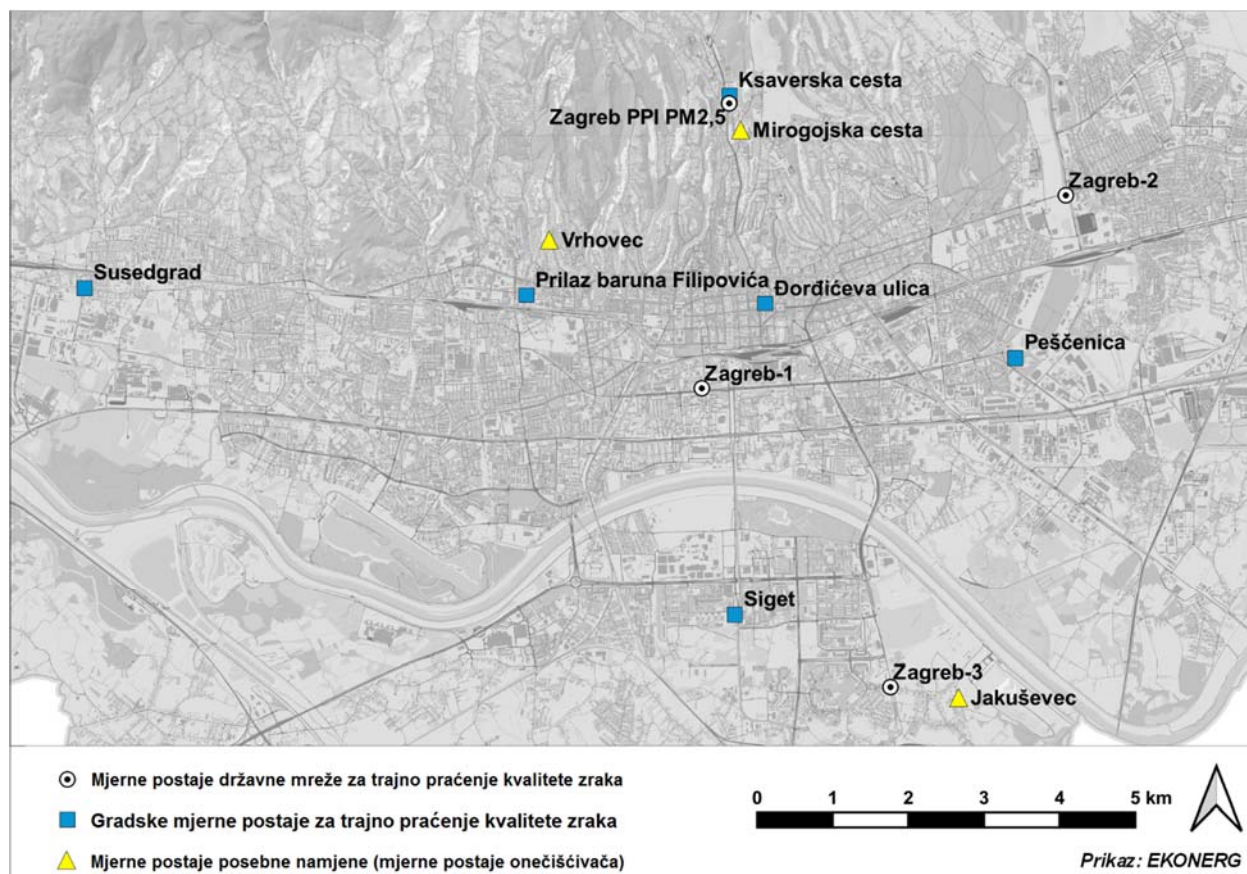 Ksaverska cesta
Zagreb PPI PM2,5
Mirogojska cesta
Zagreb-2
Vrhovec
Susedgrad
Prilaz baruna Filipovića
Đorđićeva ulica
Peščenica
Zagreb-1
Siget
Zagreb-3
Jakuševec
Mjerne postaje državne mreže za trajno praćenje kvalitete zraka
Gradske mjerne postaje za trajno praćenje kvalitete zraka
Mjerne postaje posebne namjene (mjerne postaje onečišćivača)
0 1 2 3 4 5 km
Prikaz: EKONERG